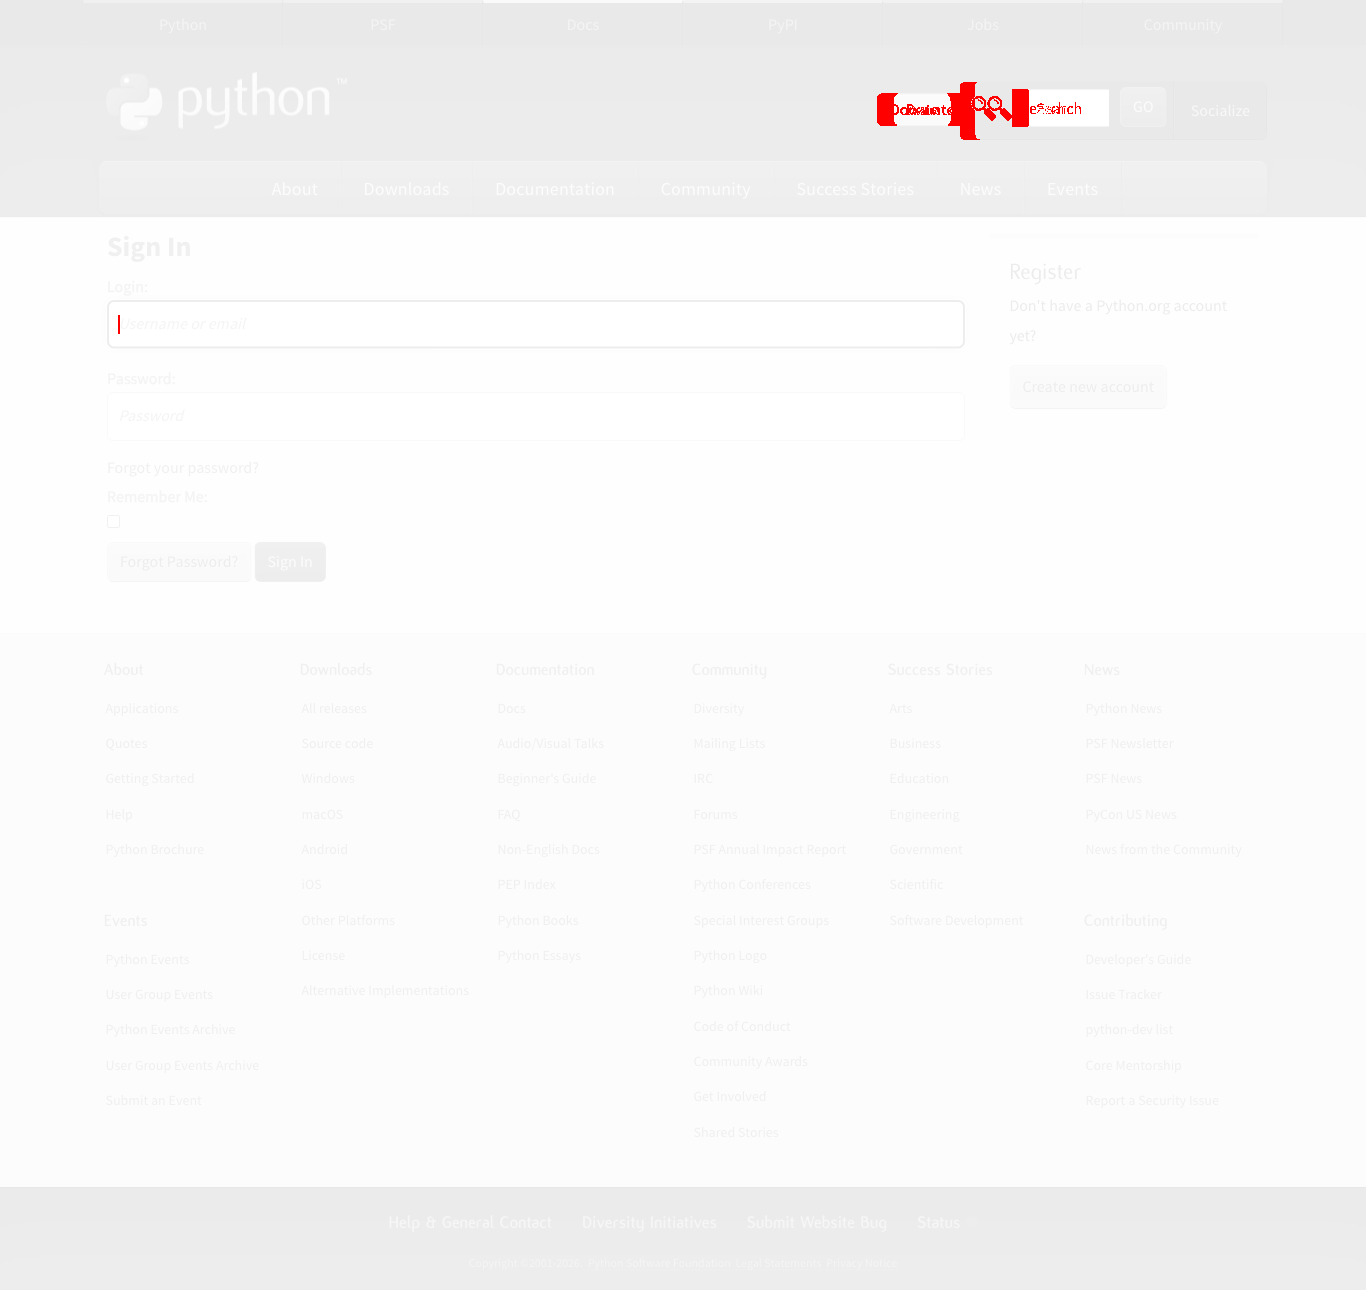 Python PSF Docs PyPI Jobs Community
python™
GO Socialize
About Downloads Documentation Community Success Stories News Events
Sign In
Login:
Username or email
Password:
Password
Forgot your password?
Remember Me:
Forgot Password? Sign In
Register
Don't have a Python.org account
yet?
Create new account
About
Applications
Quotes
Getting Started
Help
Python Brochure
Events
Python Events
User Group Events
Python Events Archive
User Group Events Archive
Submit an Event
Downloads
All releases
Source code
Windows
macOS
Android
iOS
Other Platforms
License
Alternative Implementations
Documentation
Docs
Audio/Visual Talks
Beginner's Guide
FAQ
Non-English Docs
PEP Index
Python Books
Python Essays
Community
Diversity
Mailing Lists
IRC
Forums
PSF Annual Impact Report
Python Conferences
Special Interest Groups
Python Logo
Python Wiki
Code of Conduct
Community Awards
Get Involved
Shared Stories
Success Stories
Arts
Business
Education
Engineering
Government
Scientific
Software Development
News
Python News
PSF Newsletter
PSF News
PyCon US News
News from the Community
Contributing
Developer's Guide
Issue Tracker
python-dev list
Core Mentorship
Report a Security Issue
Help & General Contact Diversity Initiatives Submit Website Bug Status